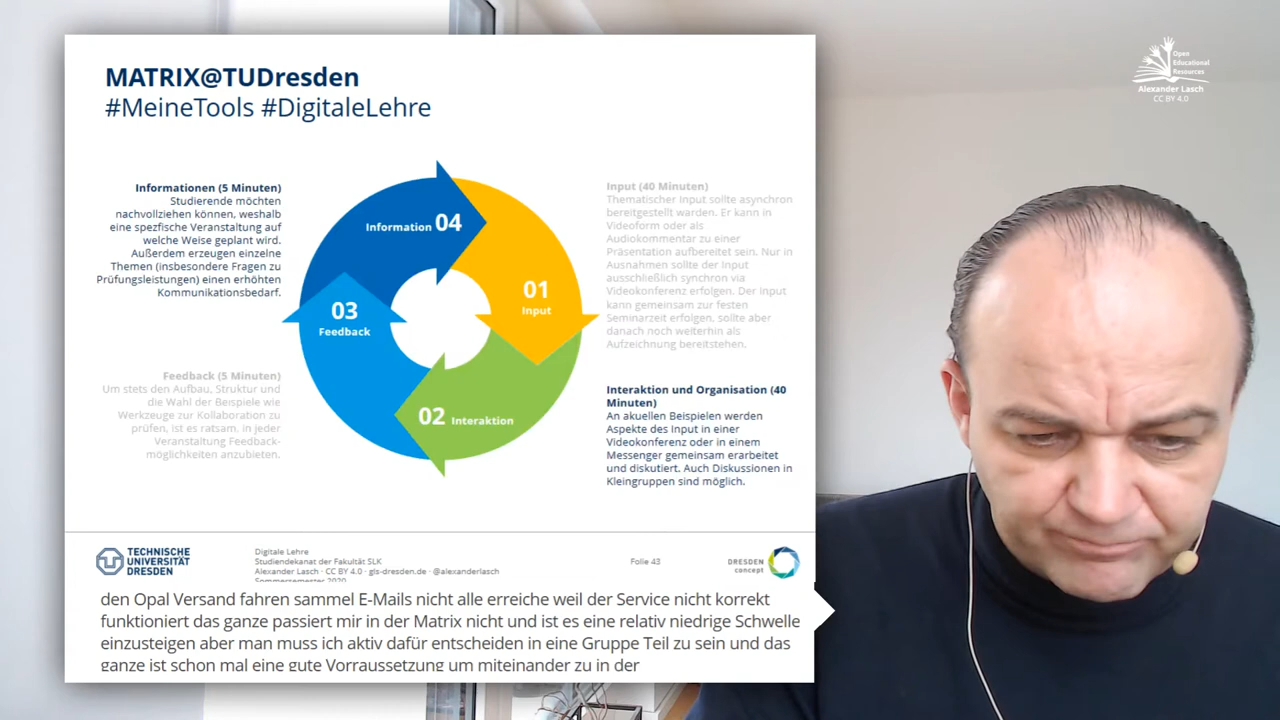 MATRIX@TUDresden
#MeineTools #DigitaleLehre
Informationen (5 Minuten)
Studierende möchten
nachvollziehen können, weshalb
eine spezfische Veranstaltung auf
welche Weise geplant wird.
Außerdem erzeugen einzelne
Themen (insbesondere Fragen zu
Prüfungsleistungen) einen erhöhten
Kommunikationsbedarf.
Feedback (5 Minuten)
Um stets den Aufbau, Struktur und
die Wahl der Beispiele wie
Werkzeuge zur Kollaboration zu
prüfen, ist es ratsam. in jeder
Veranstaltung Feedback-
möglichkeiten anzubieten.
Information 04
01
Input
03
Feedback
02 Interaktion
Input (40 Minuten)
Thematischer Input sollte asynchron
bereitgestellt warden. Er kann in
Videoform oder als
Audiokommentar zu einer
Präsentation aufbereitet sein. Nur in
Ausnahmen sollte der Input
ausschließlich synchron via
Videokonferenz erfolgen. Der Input
kann gemeinsam zur festen
Seminarzeit erfolgen, sollte aber
danach noch weiterhin als
Aufzeichnung bereitstehen.
Interaktion und Organisation (40
Minuten)
An akuellen Beispielen werden
Aspekte des Input in einer
Videokonferenz oder in einem
Messenger gemeinsam erarbeitet
und diskutiert. Auch Diskussionen in
Kleingruppen sind möglich.
TECHNISCHE
UNIVERSITÄT
DRESDEN
Digitale Lehre
Studiendekanat der Fakultät SLK
Alexander Lasch · CC BY 4.0 · gls-dresden.de · @alexanderlasch
Sommersemester 2020
Folie 43
DRESDEN
concept
den Opal Versand fahren sammel E-Mails nicht alle erreiche weil der Service nicht korrekt
funktioniert das ganze passiert mir in der Matrix nicht und ist es eine relativ niedrige Schwelle
einzusteigen aber man muss ich aktiv dafür entscheiden in eine Gruppe Teil zu sein und das
ganze ist schon mal eine gute Vorraussetzung um miteinander zu in der
Open
Educational
Resources
Alexander Lasch
CC BY 4.0